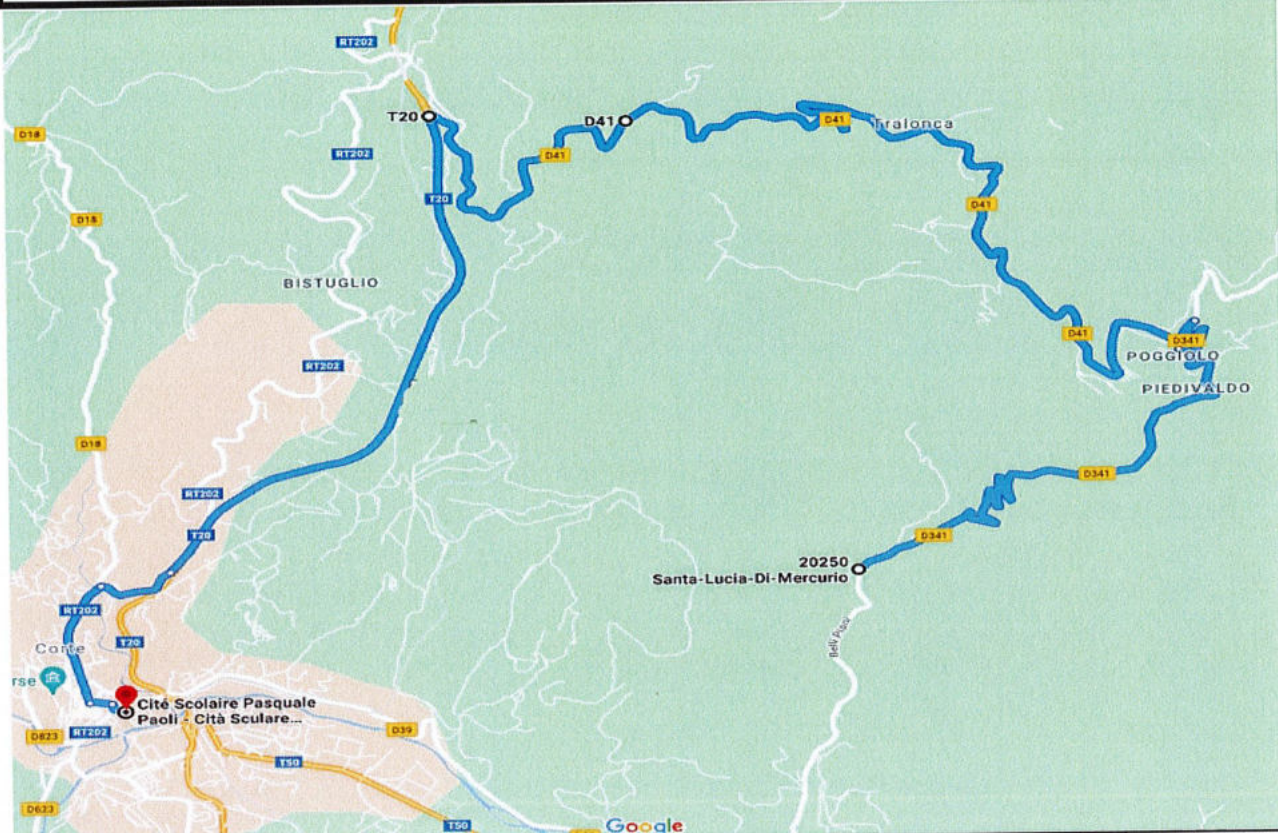 RT202
T20
D41
D18
D41
Tralonca
D41
RT202
T20
D18
D41
BISTUGLIO
D41
D341
POGGIOLO
PIEDIVALDO
RT202
D18
D341
RT202
T20
D341
20250
Santa-Lucia-Di-Mercurio
RT202
T20
Corte
rse
Cité Scolaire Pasquale
Paoli - Cità Sculare...
RT202
D823
D39
T50
D623
T50
Google